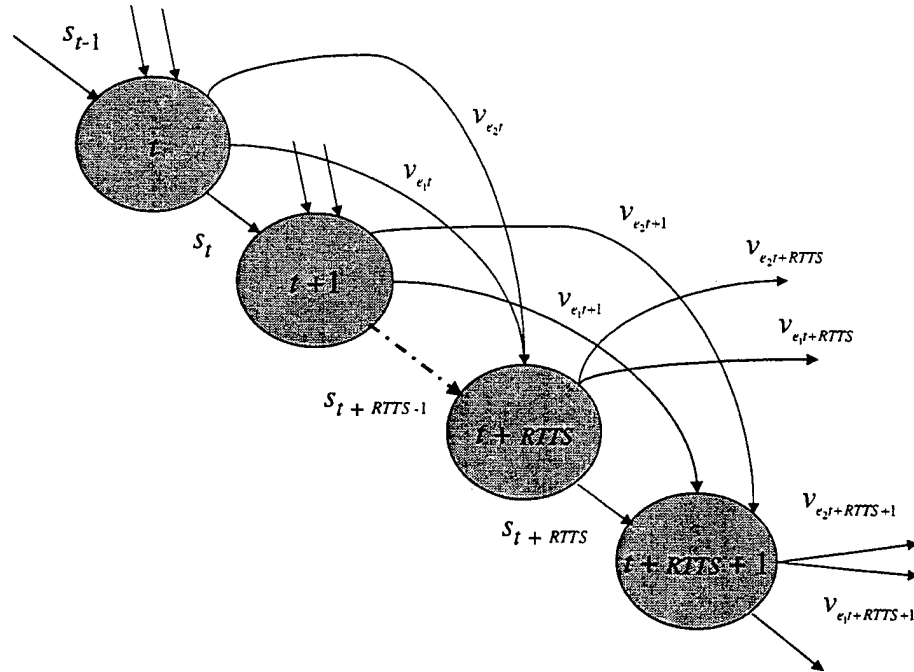 s_{t-1}
t
v_{e_2 t}
v_{e_1 t}
s_t
t+1
v_{e_2 t+1}
v_{e_2 t+RTTS}
v_{e_1 t+1}
v_{e_1 t+RTTS}
s_{t + RTTS-1}
t + RTTS
s_{t + RTTS}
v_{e_2 t+RTTS+1}
t + RTTS + 1
v_{e_1 t+RTTS+1}